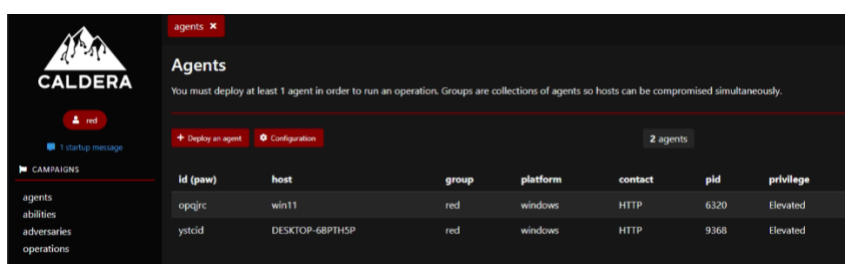 agents ×
CALDERA
red
1 startup message
CAMPAIGNS
agents
abilities
adversaries
operations
Agents
You must deploy at least 1 agent in order to run an operation. Groups are collections of agents so hosts can be compromised simultaneously.
+ Deploy an agent Configuration 2 agents
id (paw) host group platform contact pid privilege
opqjrc win11 red windows HTTP 6320 Elevated
ystcid DESKTOP-68PTH5P red windows HTTP 9368 Elevated